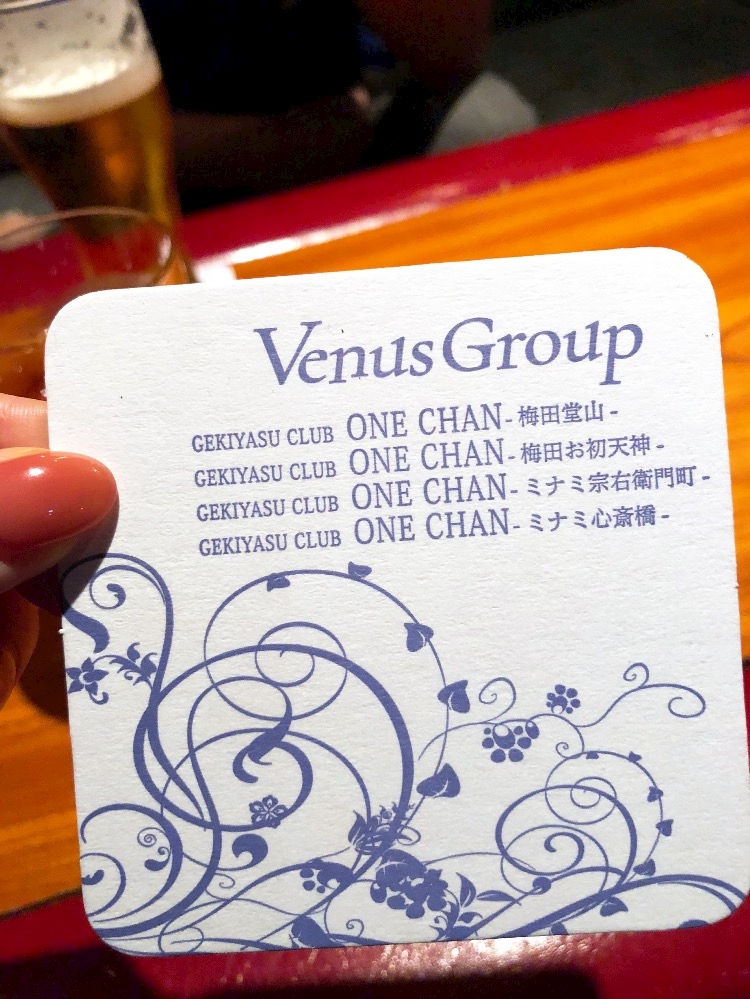 Venus Group
GEKIYASU CLUB ONE CHAN- 梅田堂山 -
GEKIYASU CLUB ONE CHAN- 梅田お初天神 -
GEKIYASU CLUB ONE CHAN- ミナミ宗右衛門町 -
GEKIYASU CLUB ONE CHAN- ミナミ心斎橋 -